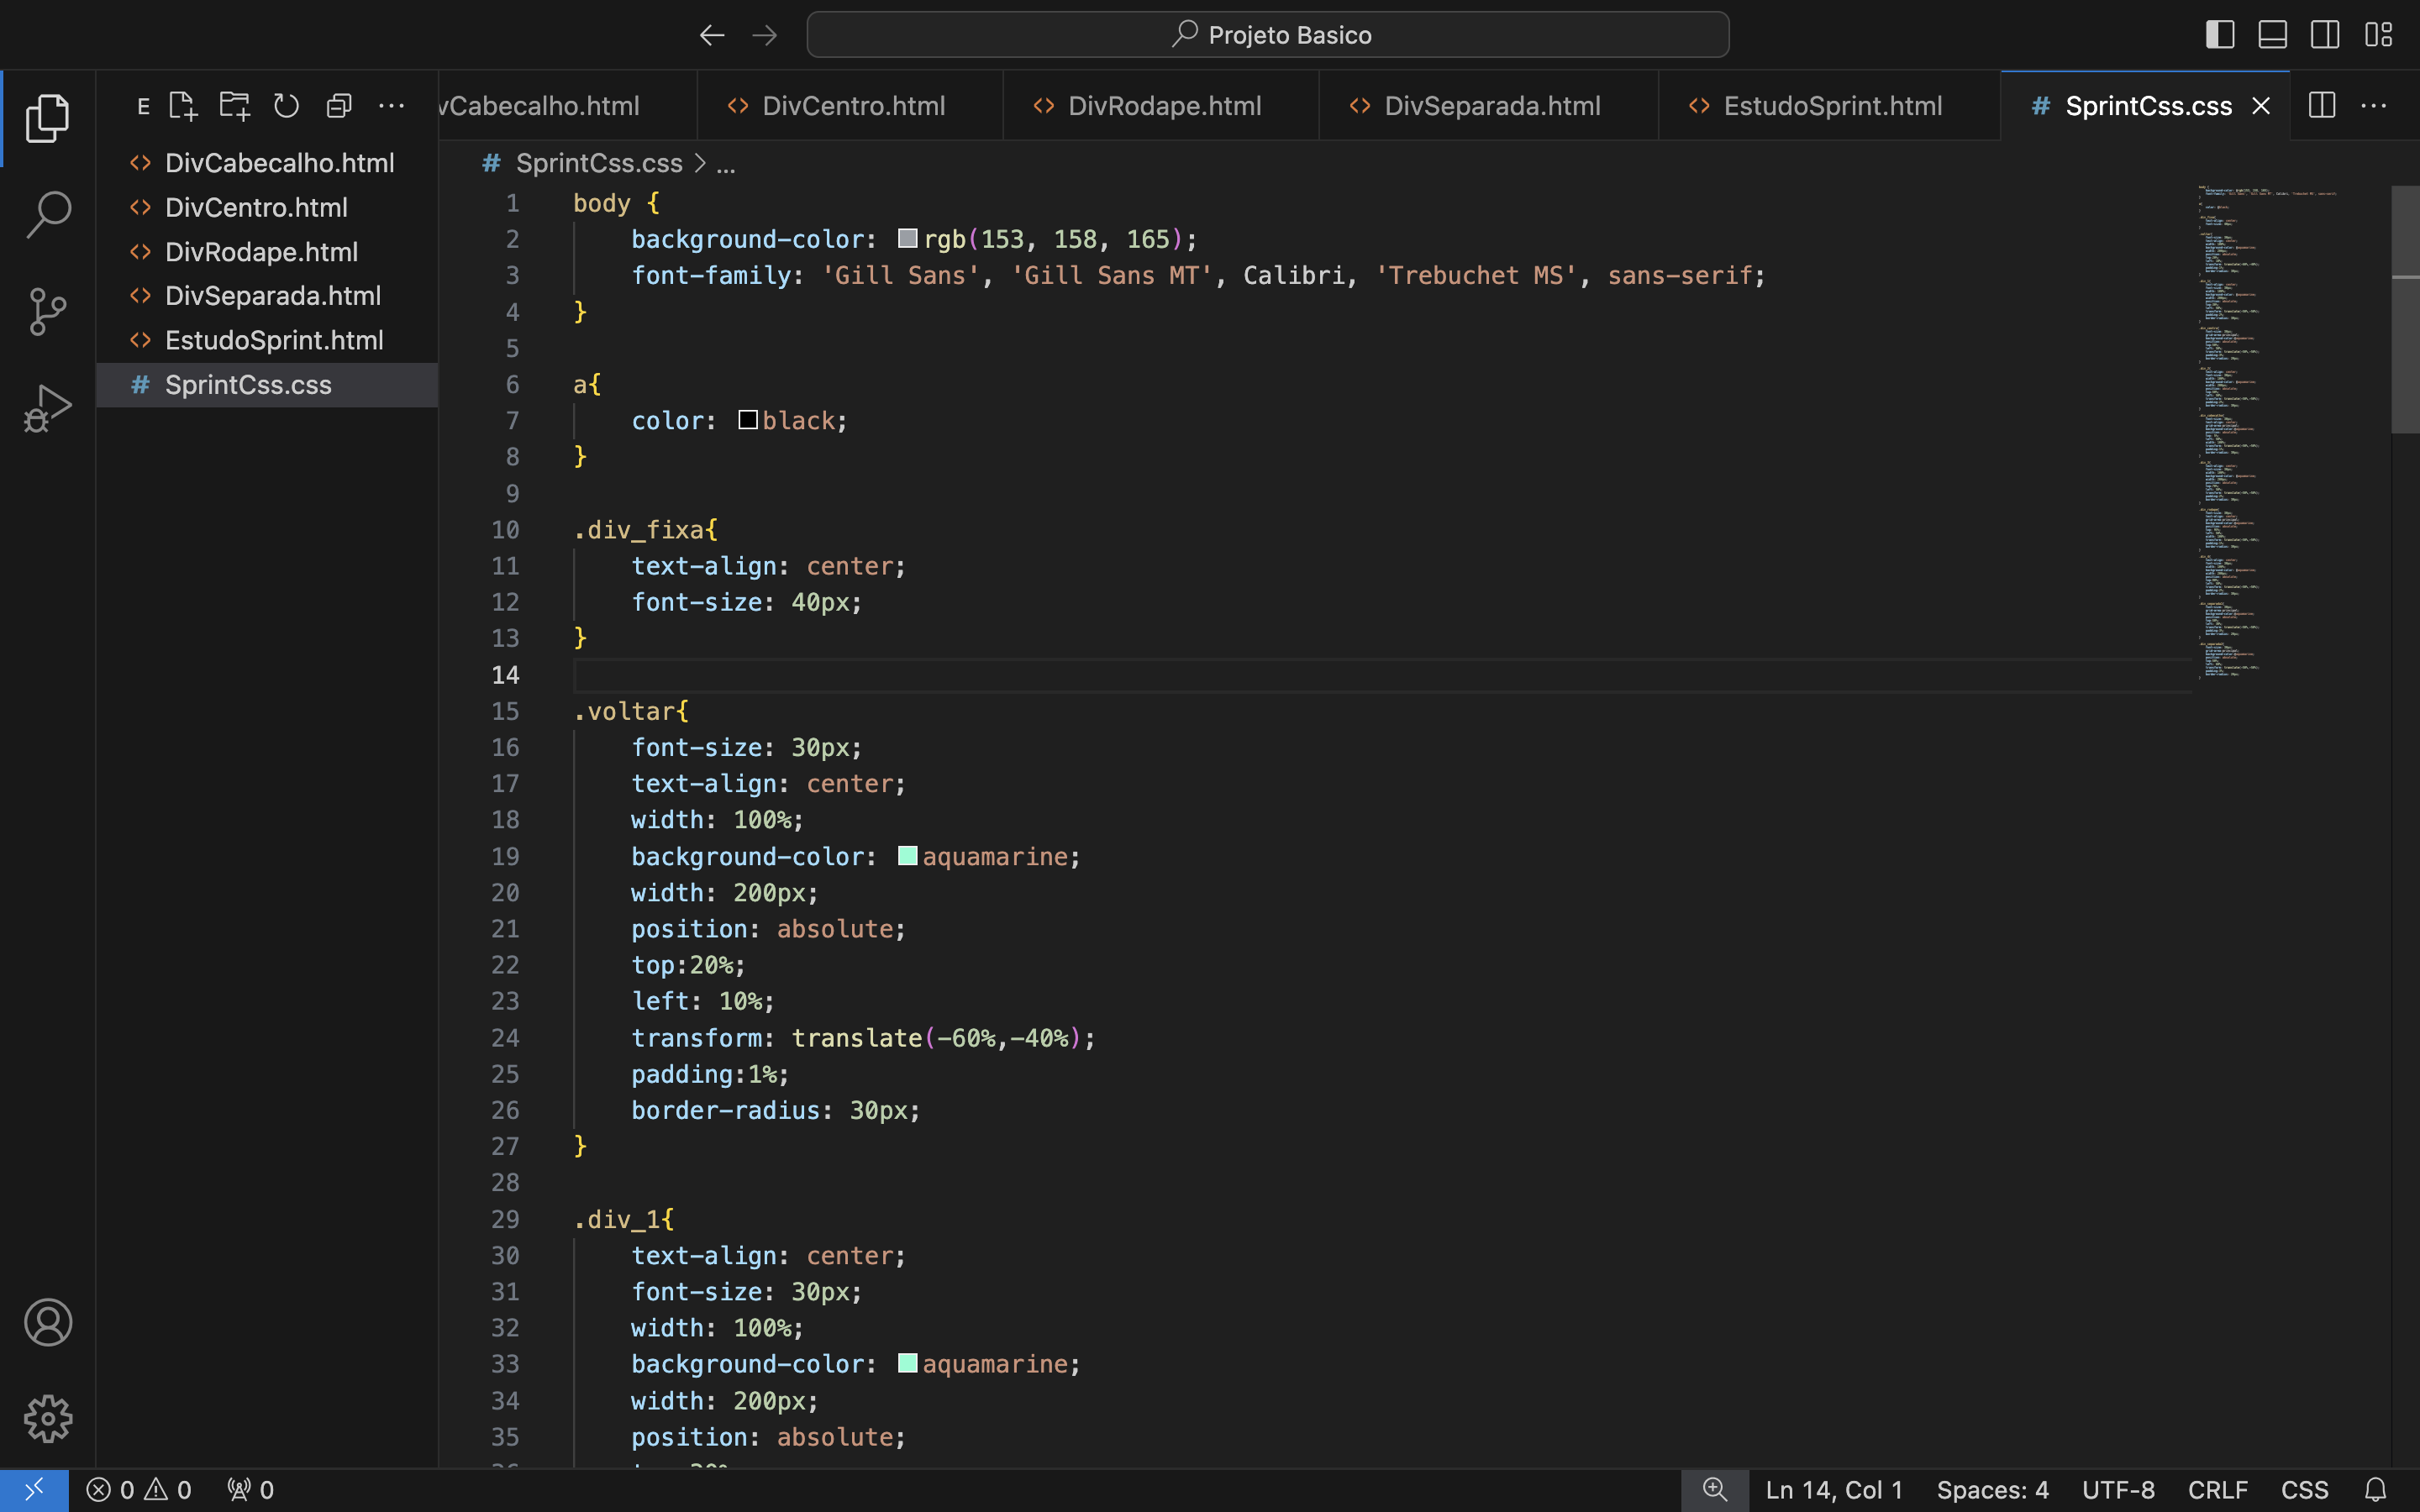 Projeto Basico
E
vCabecalho.html
DivCentro.html
DivRodape.html
DivSeparada.html
EstudoSprint.html
# SprintCss.css
DivCabecalho.html
DivCentro.html
DivRodape.html
DivSeparada.html
EstudoSprint.html
# SprintCss.css
# SprintCss.css > ...
1 body {
2 background-color: rgb(153, 158, 165);
3 font-family: 'Gill Sans', 'Gill Sans MT', Calibri, 'Trebuchet MS', sans-serif;
4 }
5
6 a{
7 color: black;
8 }
9
10 .div_fixa{
11 text-align: center;
12 font-size: 40px;
13 }
14
15 .voltar{
16 font-size: 30px;
17 text-align: center;
18 width: 100%;
19 background-color: aquamarine;
20 width: 200px;
21 position: absolute;
22 top:20%;
23 left: 10%;
24 transform: translate(-60%,-40%);
25 padding:1%;
26 border-radius: 30px;
27 }
28
29 .div_1{
30 text-align: center;
31 font-size: 30px;
32 width: 100%;
33 background-color: aquamarine;
34 width: 200px;
35 position: absolute;
0 0 0
Ln 14, Col 1 Spaces: 4 UTF-8 CRLF CSS